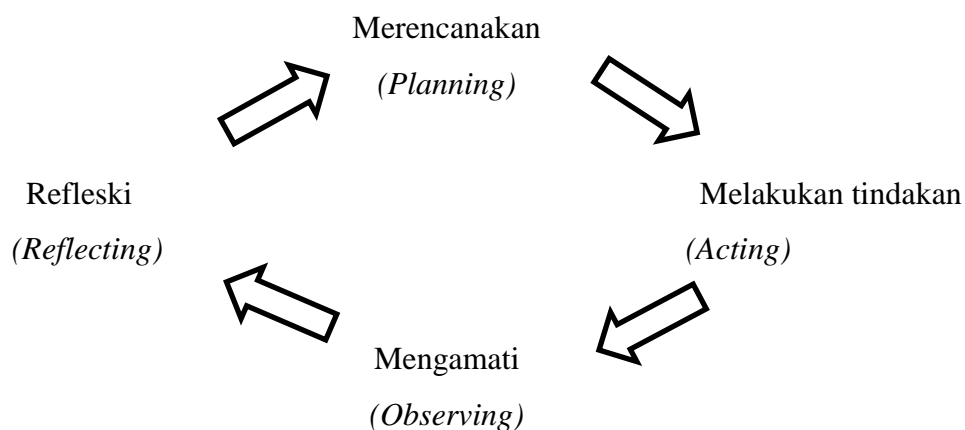 Merencanakan
(Planning)
Refleski
(Reflecting)
Melakukan tindakan
(Acting)
Mengamati
(Observing)